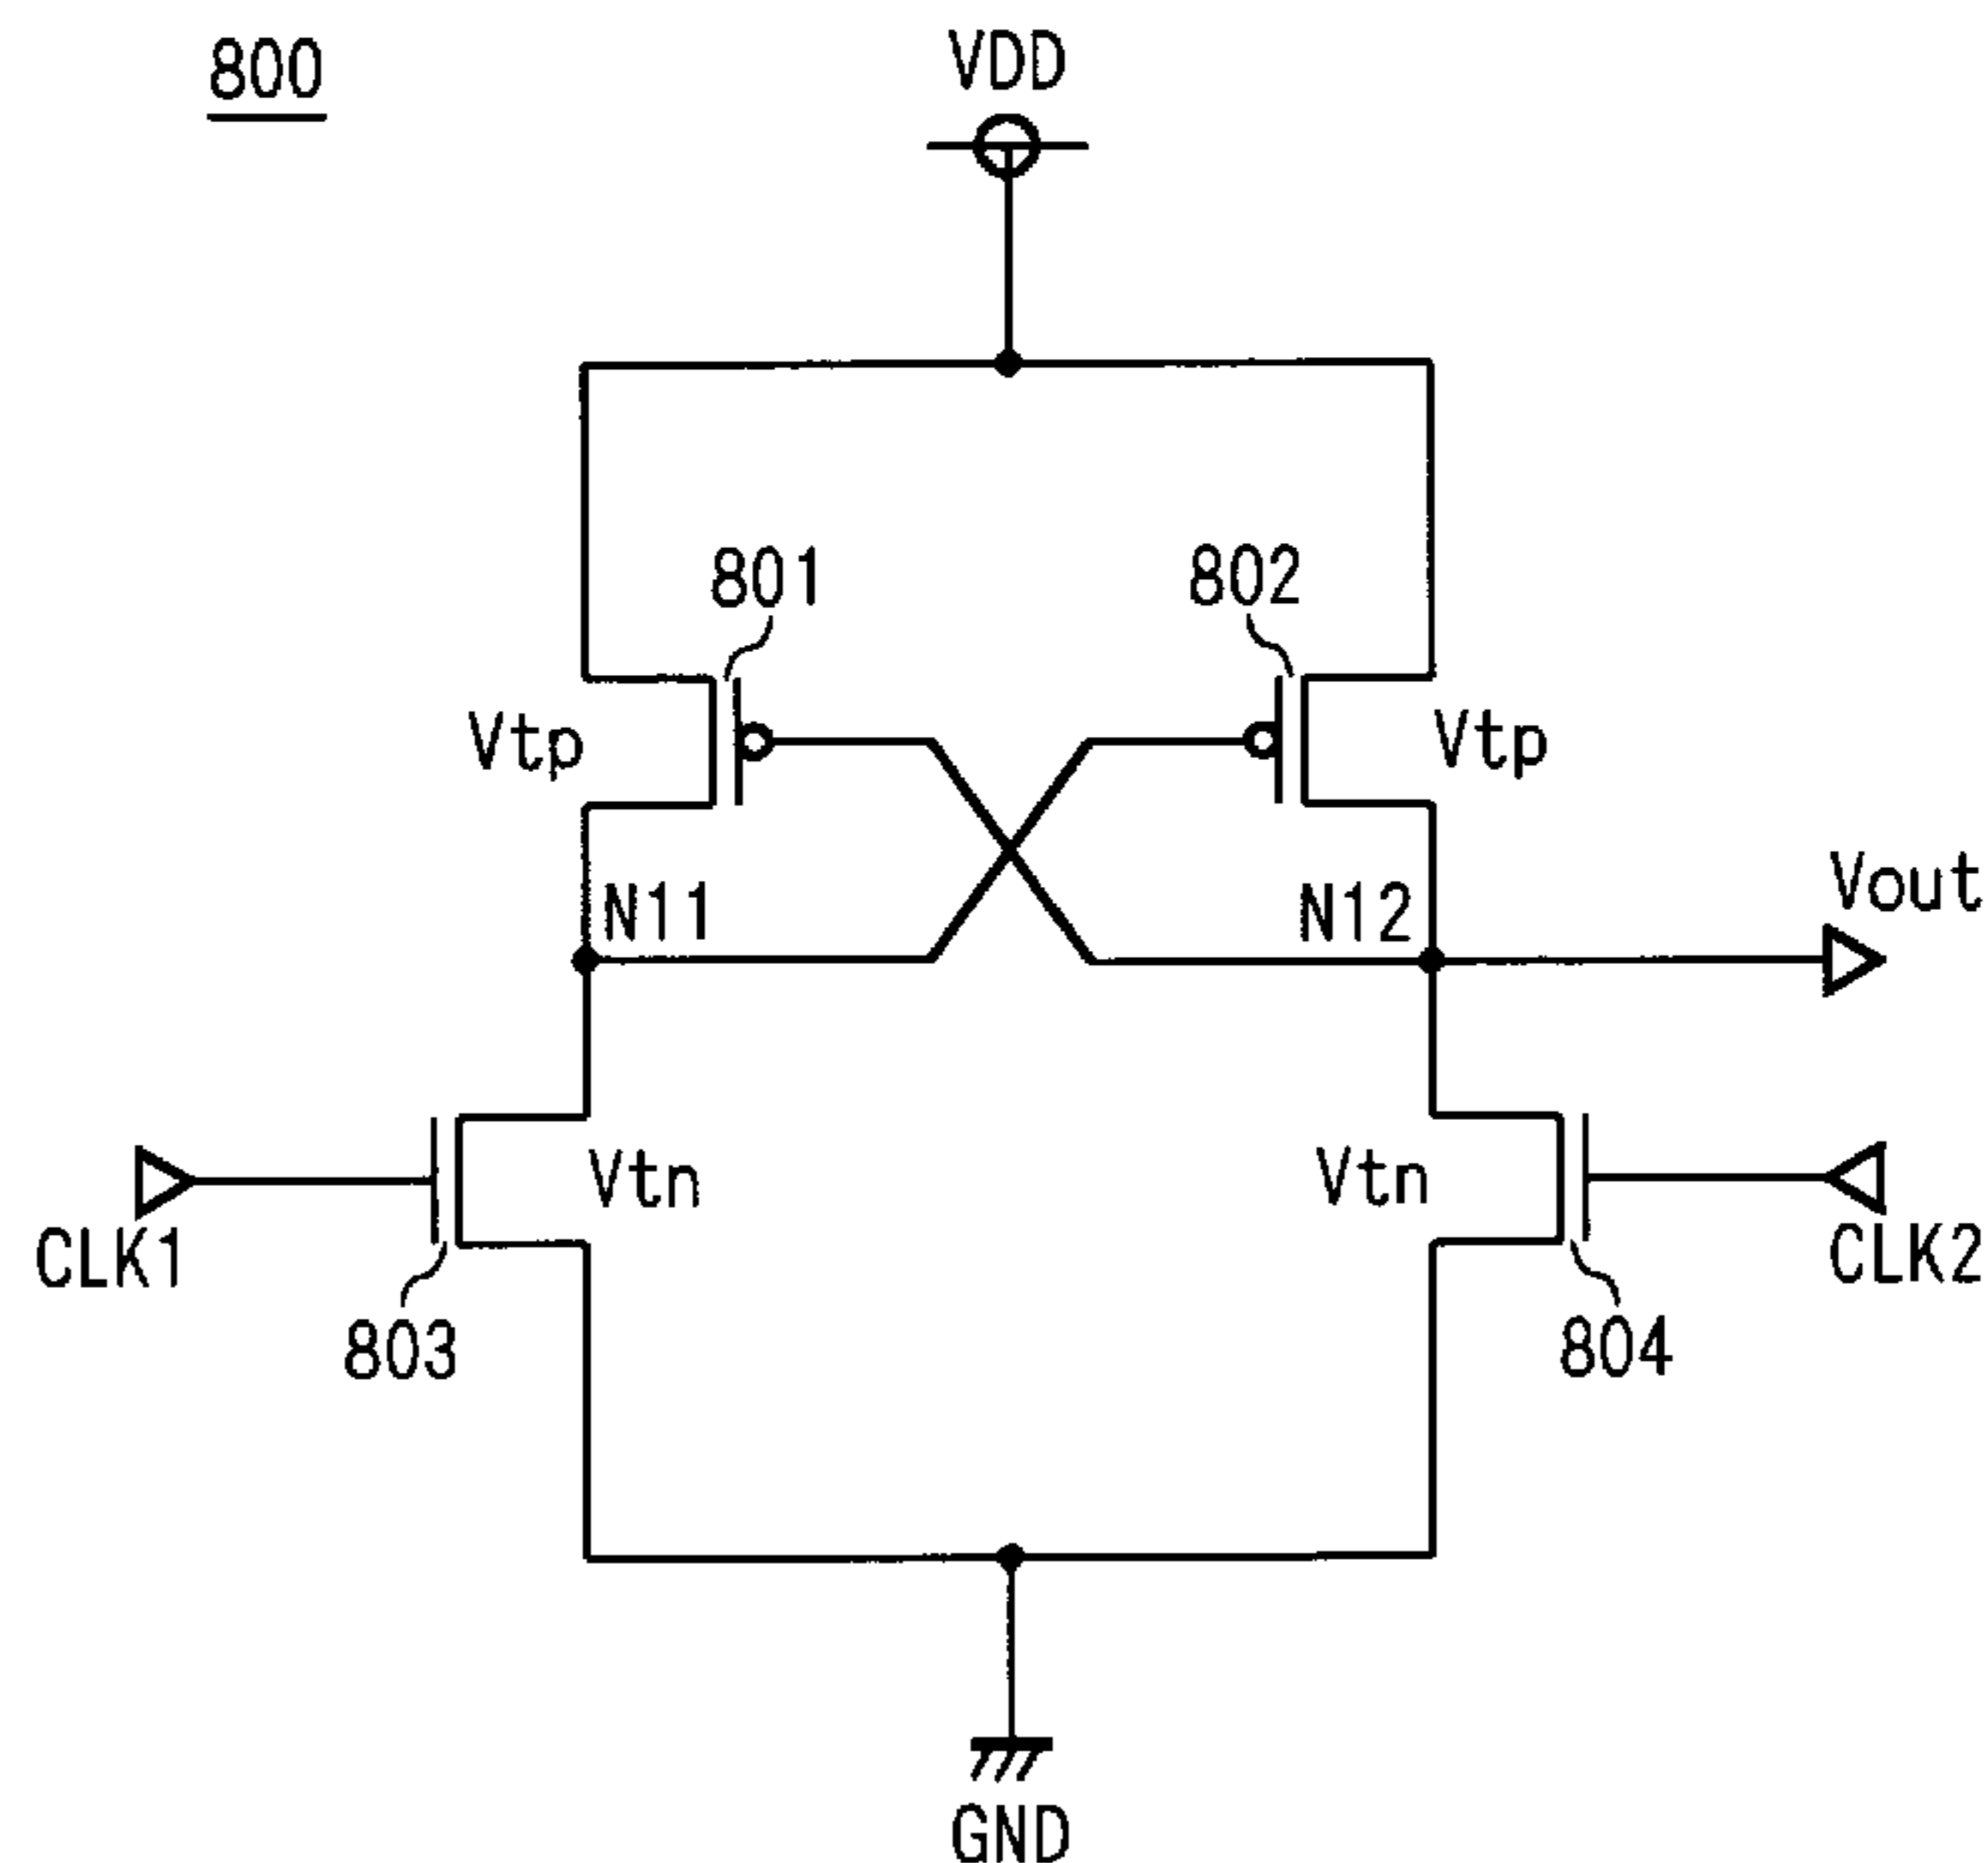 800
VDD
801
802
Vtp
Vtp
N11
N12
Vout
CLK1
Vtn
Vtn
CLK2
803
804
GND